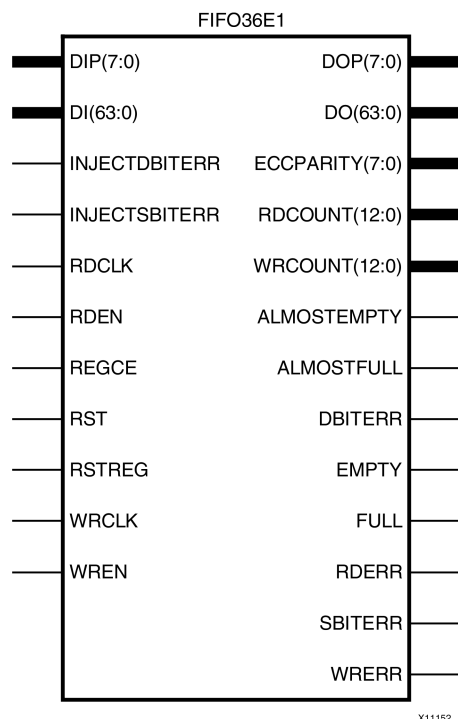 FIFO36E1
DIP(7:0) DOP(7:0)
DI(63:0) DO(63:0)
INJECTDBITERR ECCPARITY(7:0)
INJECTSBITERR RDCOUNT(12:0)
RDCLK WRCOUNT(12:0)
RDEN ALMOSTEMPTY
REGCE ALMOSTFULL
RST DBITERR
RSTREG EMPTY
WRCLK FULL
WREN RDERR
SBITERR
WRERR
X11152